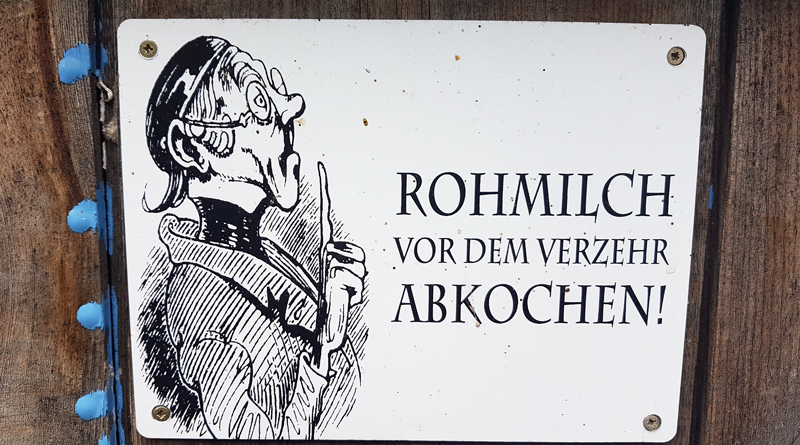 ROHMILCH
VOR DEM VERZEHR
ABKOCHEN!